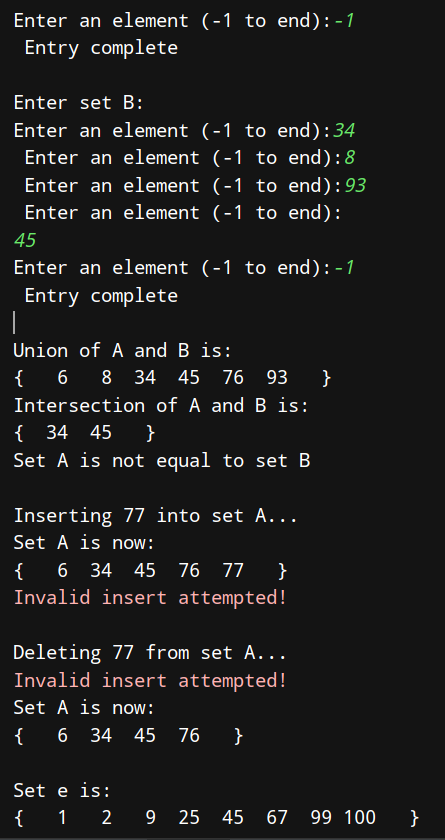 Enter an element (-1 to end):-1
 Entry complete

Enter set B:
Enter an element (-1 to end):34
 Enter an element (-1 to end):8
 Enter an element (-1 to end):93
 Enter an element (-1 to end):
45
Enter an element (-1 to end):-1
 Entry complete

Union of A and B is:
{   6   8  34  45  76  93   }
Intersection of A and B is:
{  34  45   }
Set A is not equal to set B

Inserting 77 into set A...
Set A is now:
{   6  34  45  76  77   }
Invalid insert attempted!

Deleting 77 from set A...
Invalid insert attempted!
Set A is now:
{   6  34  45  76   }

Set e is:
{   1   2   9  25  45  67  99 100   }